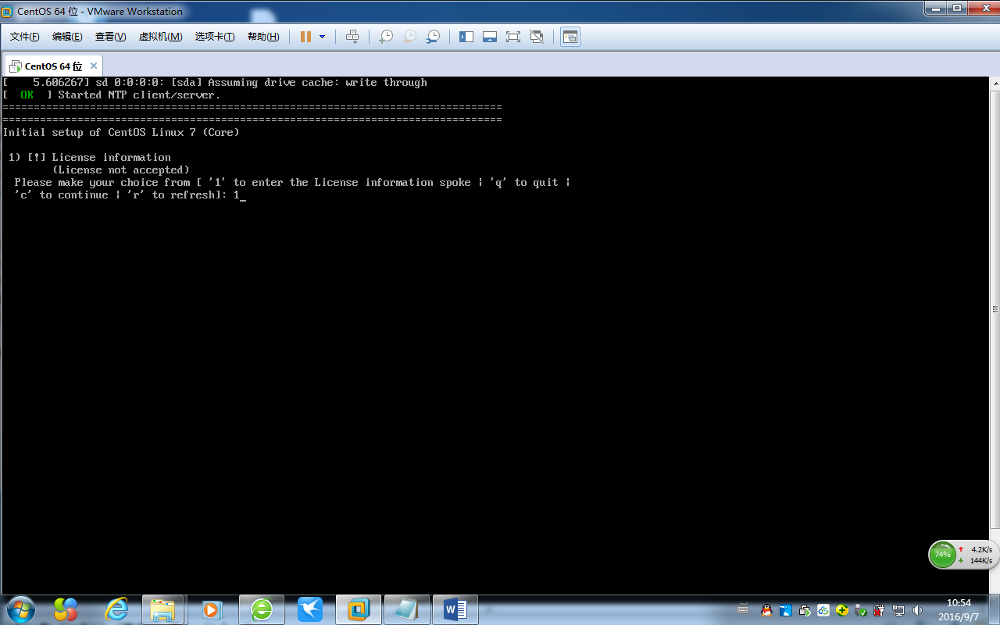 CentOS 64 位 - VMware Workstation
文件(F) 编辑(E) 查看(V) 虚拟机(M) 选项卡(T) 帮助(H)
CentOS 64 位
[    5.606267] sd 0:0:0:0: [sda] Assuming drive cache: write through
[  OK  ] Started NTP client/server.
================================================================================
================================================================================
Initial setup of CentOS Linux 7 (Core)
1) [!] License information
(License not accepted)
Please make your choice from [ '1' to enter the License information spoke | 'q' to quit |
'c' to continue | 'r' to refresh]: 1_
74%
4.2K/s
144K/s
10:54
2016/9/7